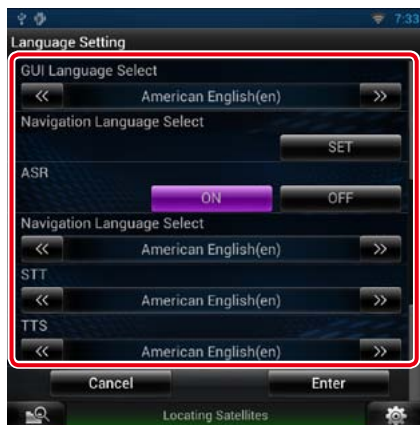 7:33
Language Setting
GUI Language Select
<< American English(en) >>
Navigation Language Select
SET
ASR
ON OFF
Navigation Language Select
<< American English(en) >>
STT
<< American English(en) >>
TTS
<< American English(en) >>
Cancel Enter
Locating Satellites